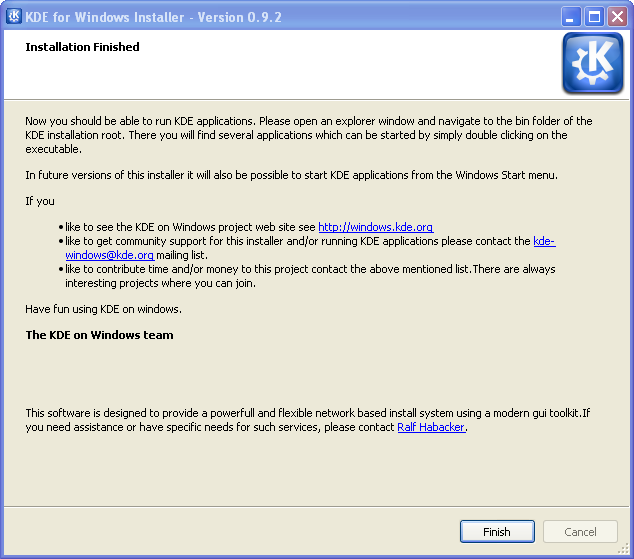 KDE for Windows Installer - Version 0.9.2
Installation Finished
Now you should be able to run KDE applications. Please open an explorer window and navigate to the bin folder of the
KDE installation root. There you will find several applications which can be started by simply double clicking on the
executable.
In future versions of this installer it will also be possible to start KDE applications from the Windows Start menu.
If you
•like to see the KDE on Windows project web site see http://windows.kde.org
•like to get community support for this installer and/or running KDE applications please contact the kde-
windows@kde.org mailing list.
•like to contribute time and/or money to this project contact the above mentioned list.There are always
interesting projects where you can join.
Have fun using KDE on windows.
The KDE on Windows team
This software is designed to provide a powerfull and flexible network based install system using a modern gui toolkit.If
you need assistance or have specific needs for such services, please contact Ralf Habacker.
Finish Cancel